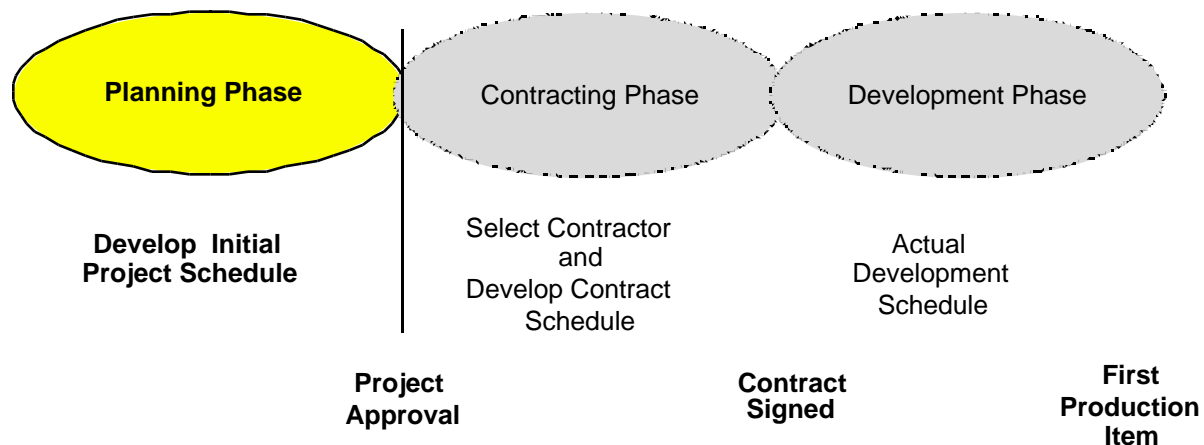 Planning Phase
Contracting Phase
Development Phase
Develop Initial
Project Schedule
Select Contractor
and
Develop Contract
Schedule
Actual
Development
Schedule
Project
Approval
Contract
Signed
First
Production
Item